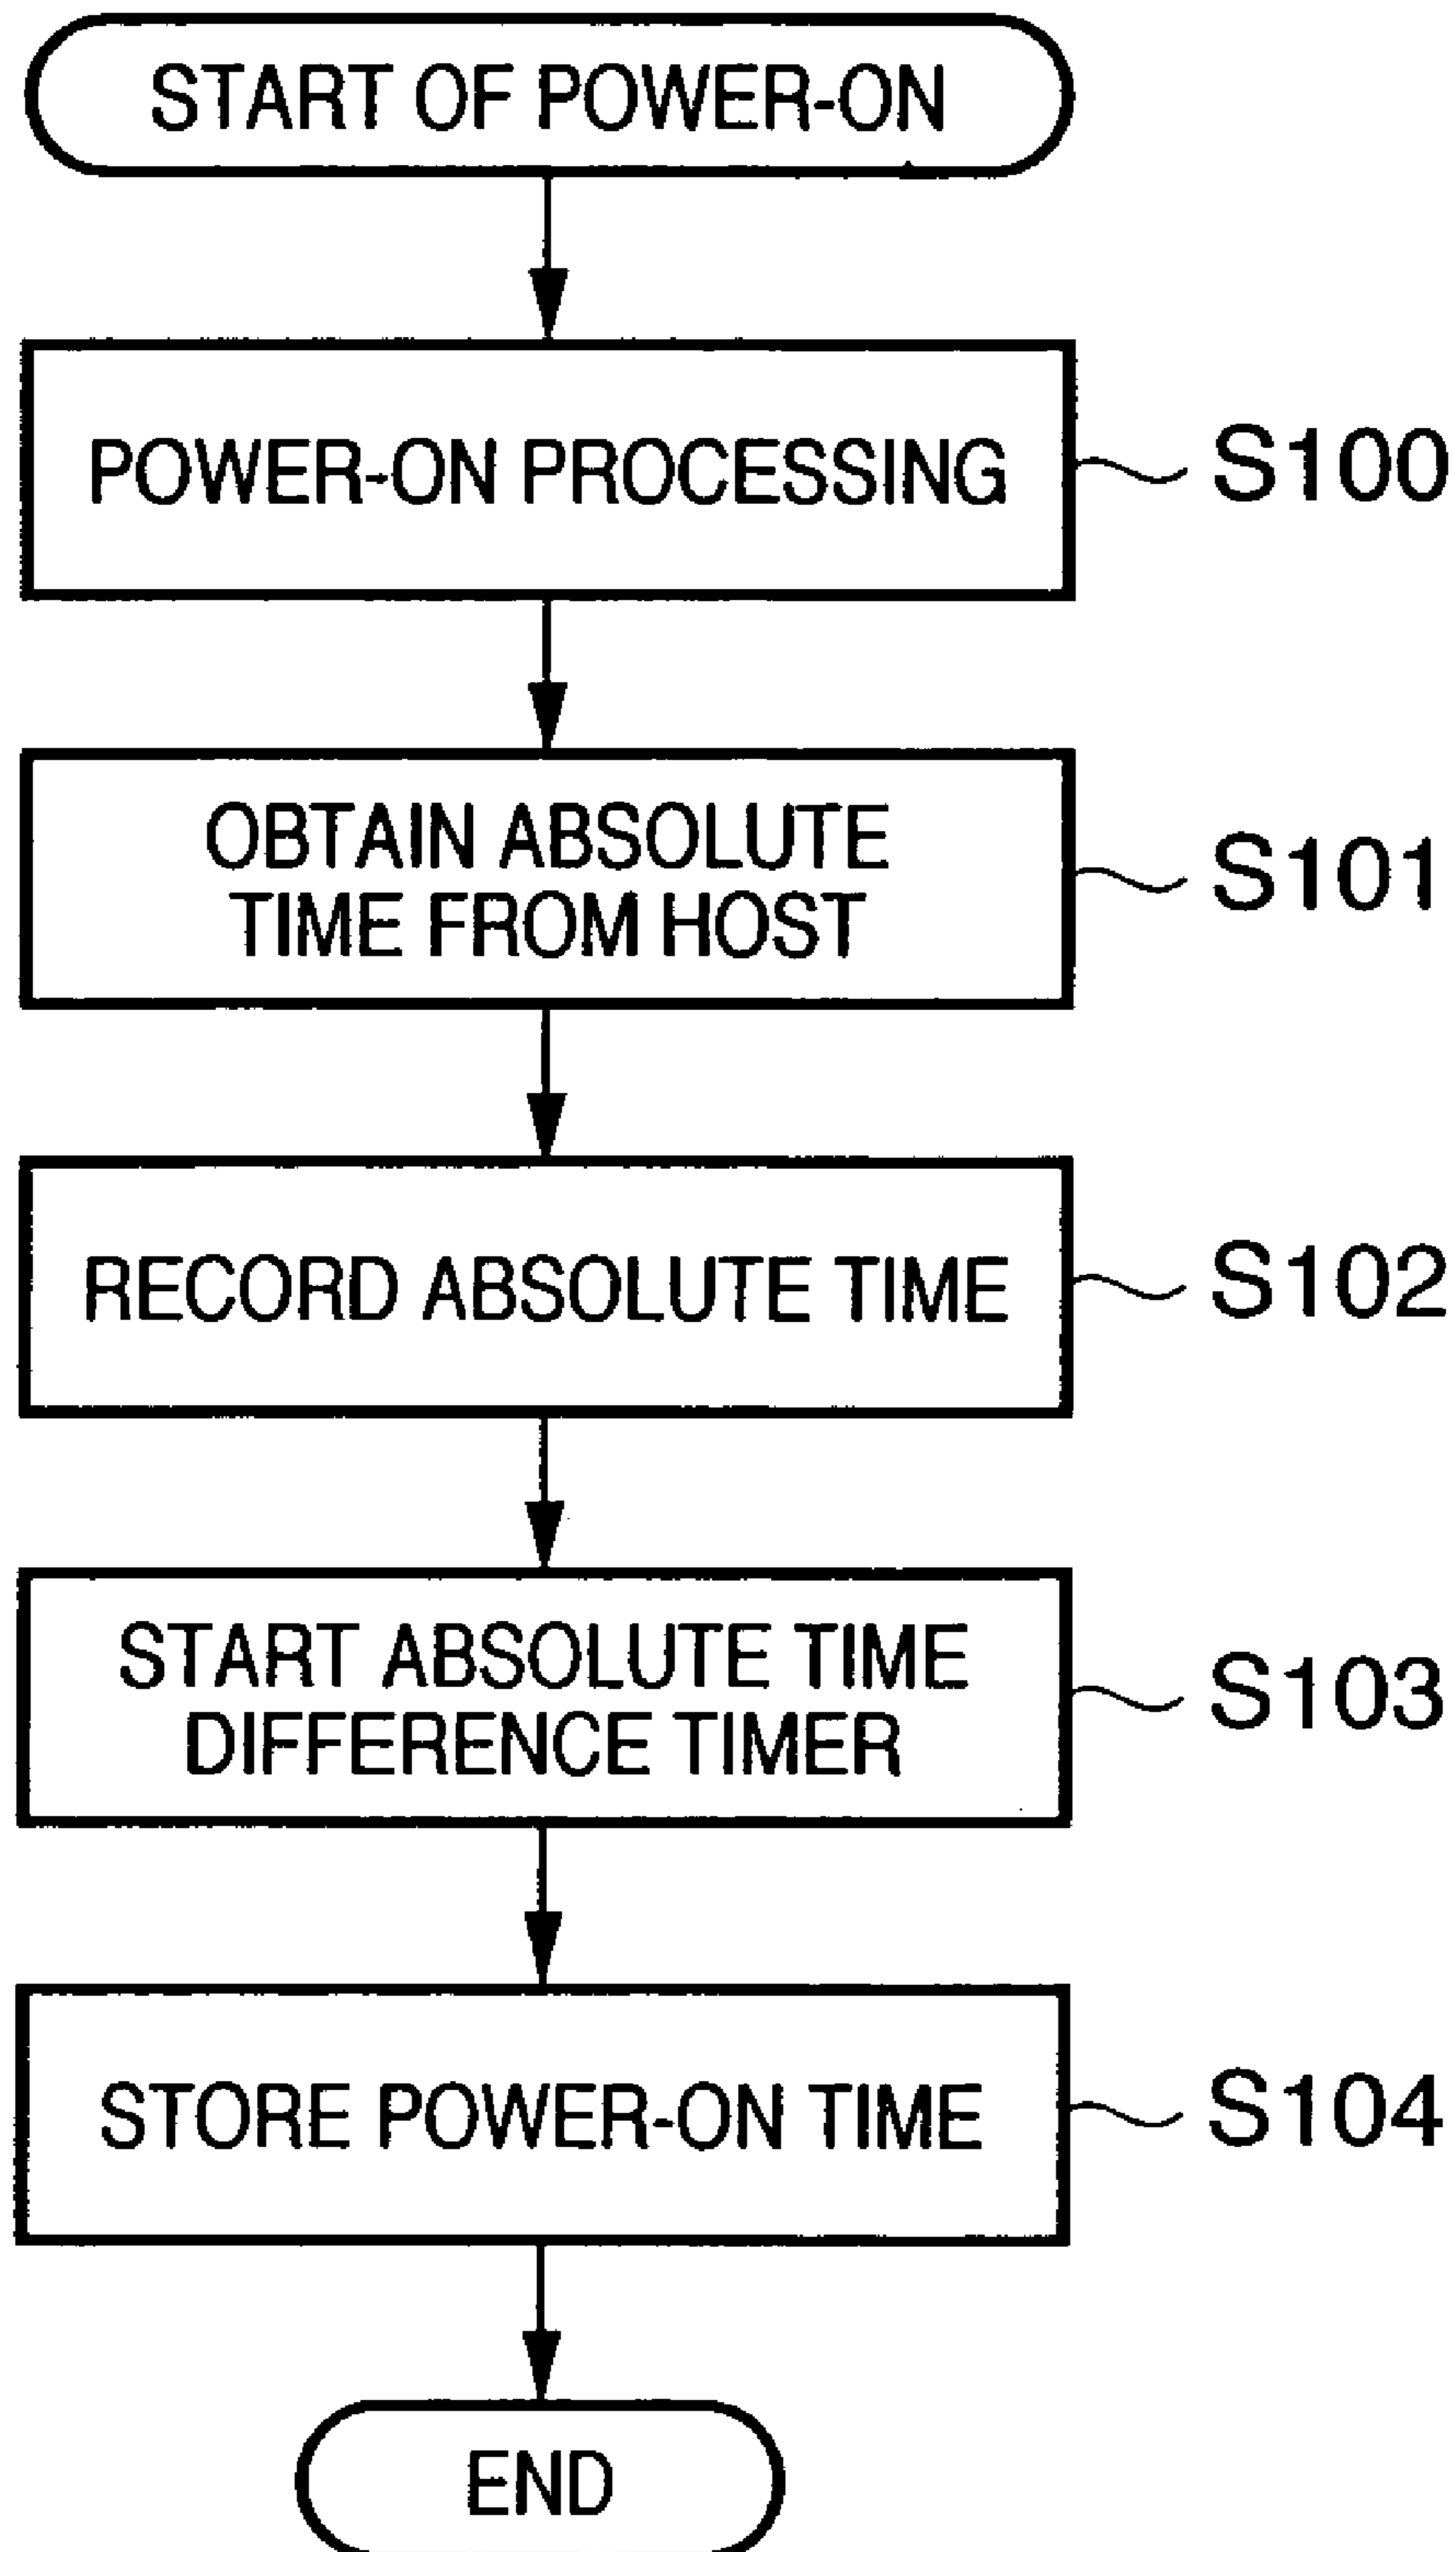 START OF POWER-ON
POWER-ON PROCESSING
S100
OBTAIN ABSOLUTE
TIME FROM HOST
S101
RECORD ABSOLUTE TIME
S102
START ABSOLUTE TIME
DIFFERENCE TIMER
S103
STORE POWER-ON TIME
S104
END